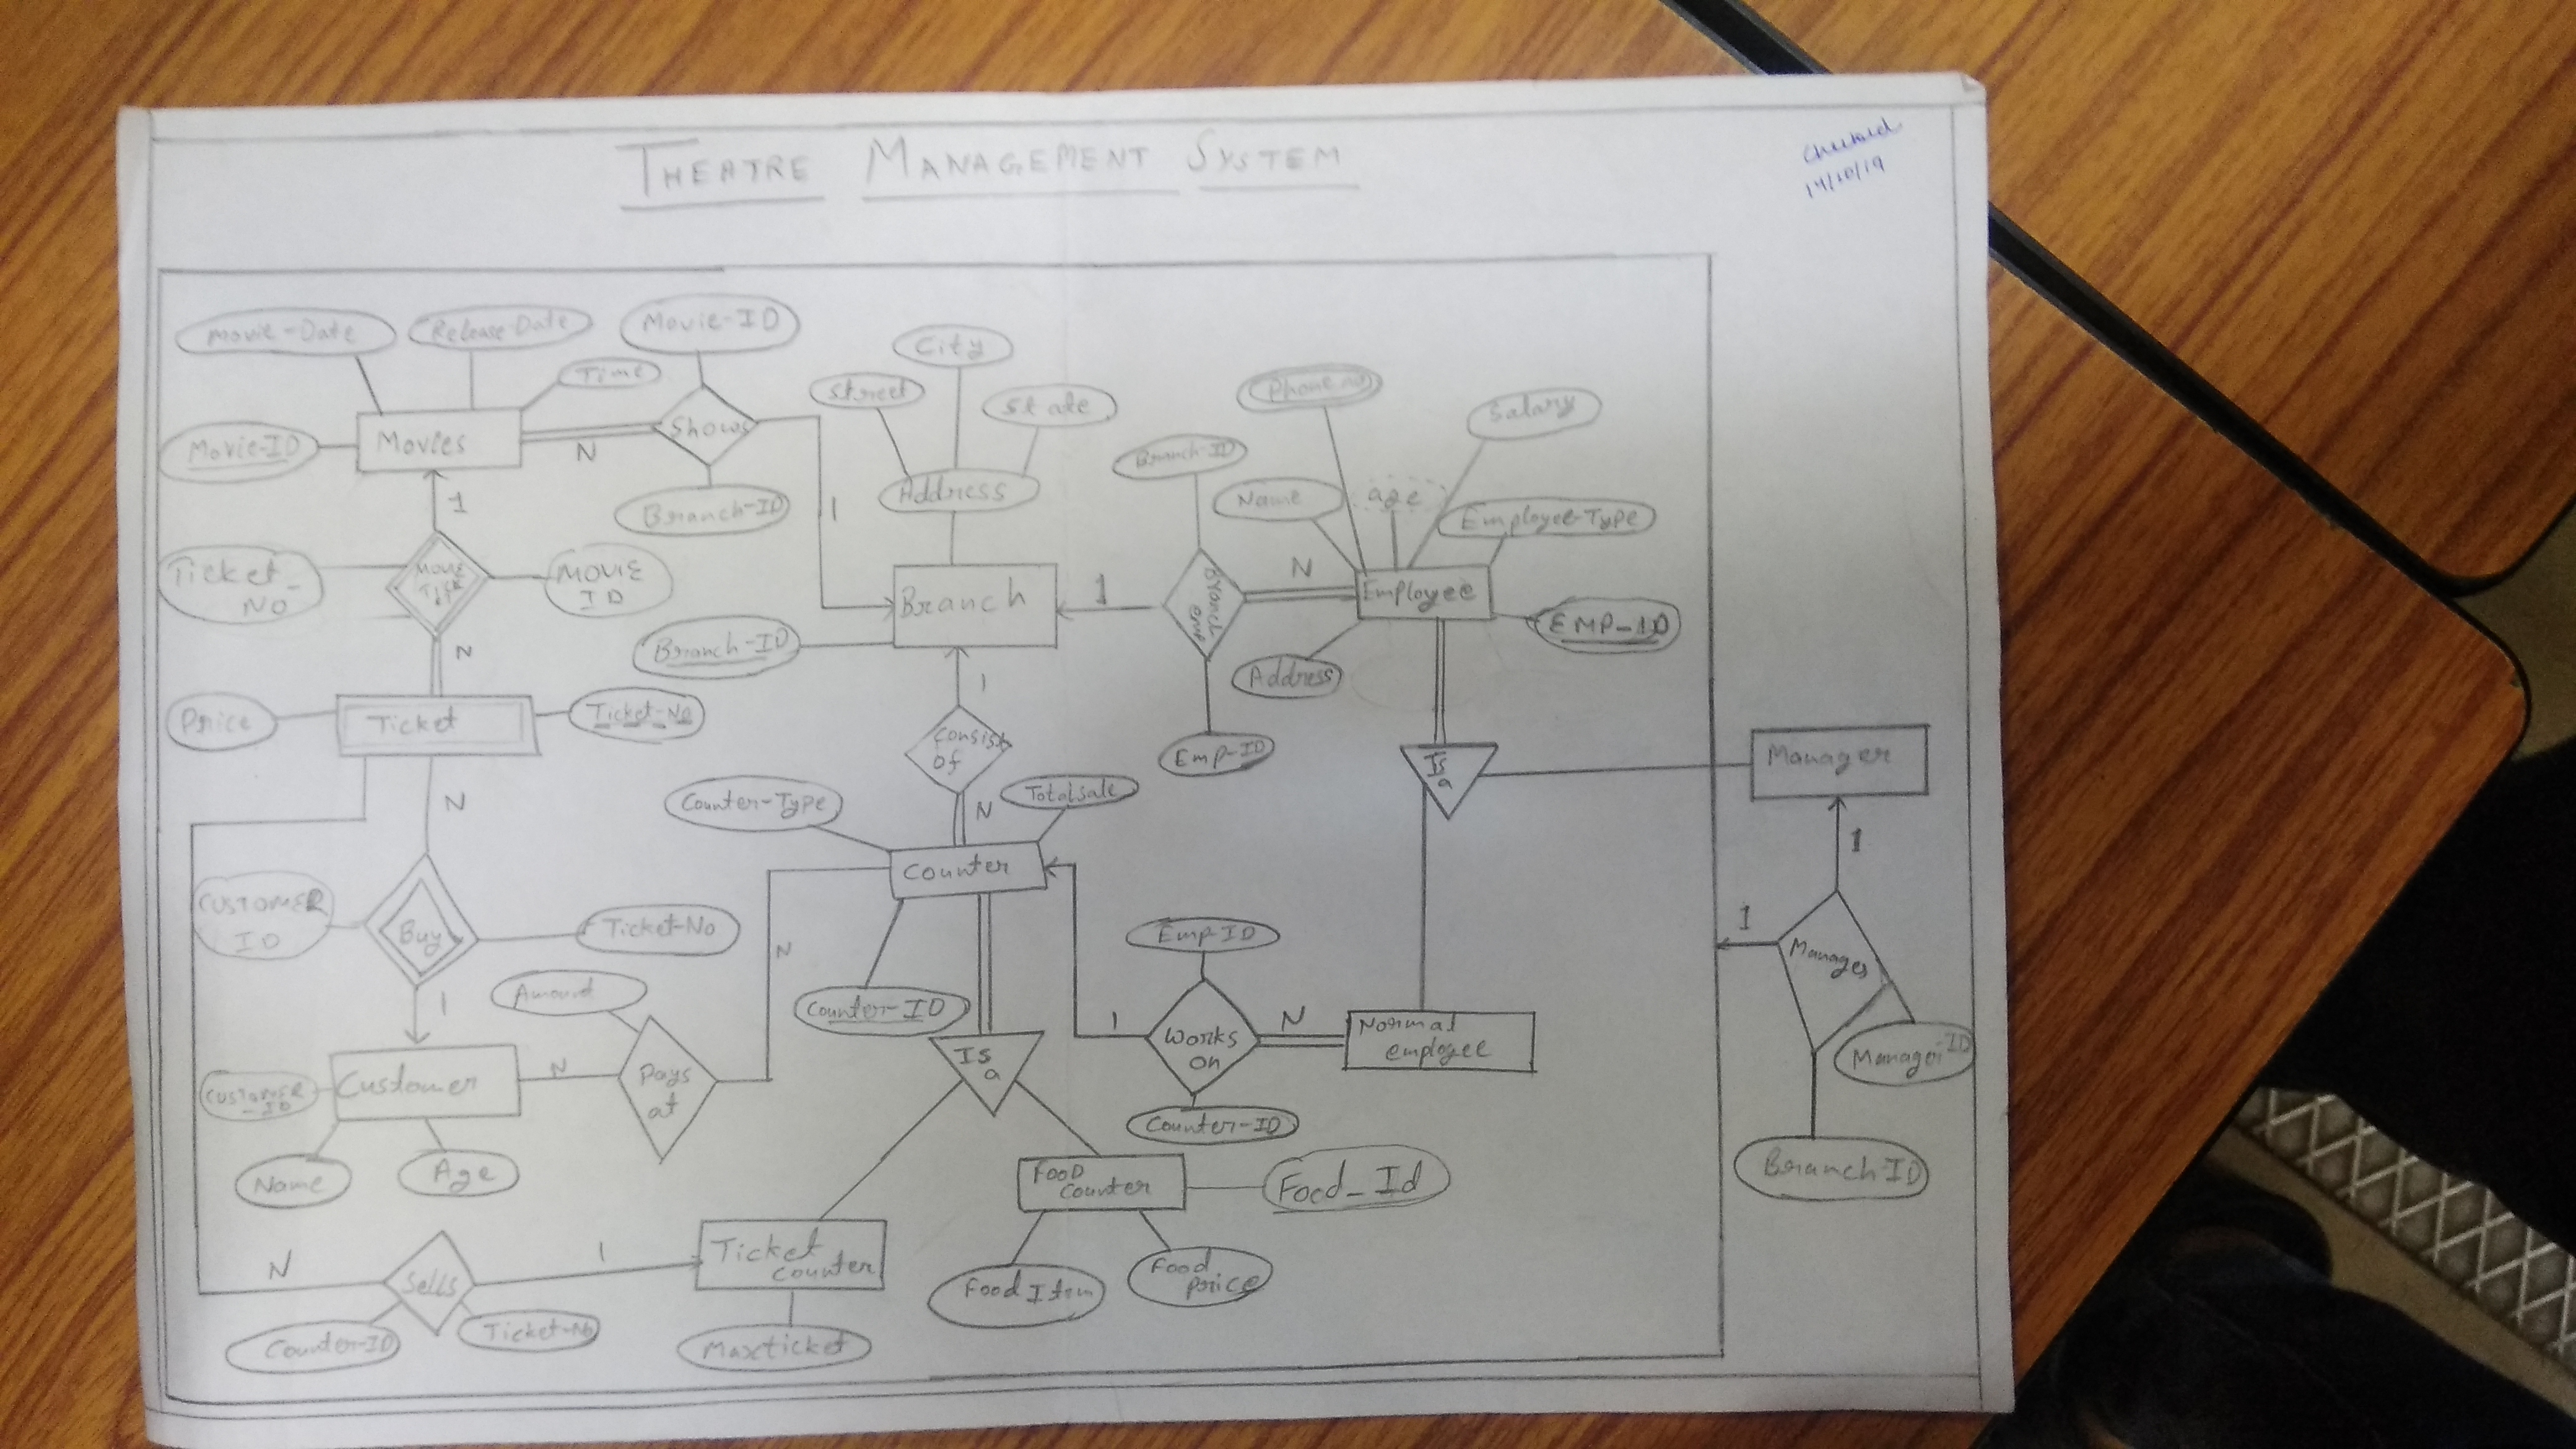 THEATRE MANAGEMENT SYSTEM
Checked
14/10/19
Movie-Date
Release Date
Movie-ID
Time
City
Street
State
Phone no
Salary
Movie-ID
Movies
N
Shows
1
Branch-ID
Address
Branch-ID
Name
age
Employee-Type
1
Ticket-
No
MOVIE
ID
Branch
1
Branch
emp
N
Employee
EMP-ID
N
Branch-ID
Address
Price
Ticket
Ticket-No
1
Consist
of
Emp-ID
Is
a
Manager
N
Counter-Type
N
Totalsale
1
Counter
CUSTOMER
ID
Buy
Ticket-No
N
Emp ID
1
Manages
Amount
1
Counter-ID
1
Works
on
N
Normal
employee
Manager-ID
CUSTOMER
-ID
Customer
N
Pays
at
Is
a
Counter-ID
Name
Age
Food
Counter
Food_Id
Branch-ID
N
Sells
1
Ticket
counter
Food Item
Food
price
Counter-ID
Ticket-No
Maxticket